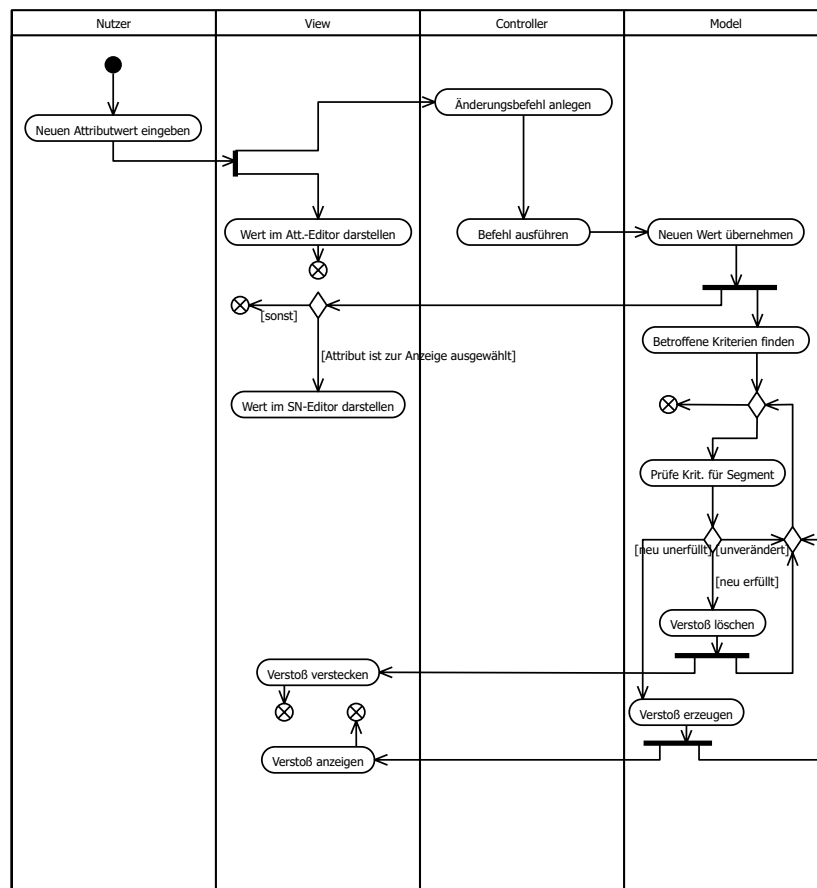 Nutzer
View
Controller
Model
Änderungsbefehl anlegen
Neuen Attributwert eingeben
Wert im Att.-Editor darstellen
Befehl ausführen
Neuen Wert übernehmen
[sonst]
Betroffene Kriterien finden
[Attribut ist zur Anzeige ausgewählt]
Wert im SN-Editor darstellen
Prüfe Krit. für Segment
[neu unerfüllt]
[unverändert]
[neu erfüllt]
Verstoß löschen
Verstoß verstecken
Verstoß erzeugen
Verstoß anzeigen